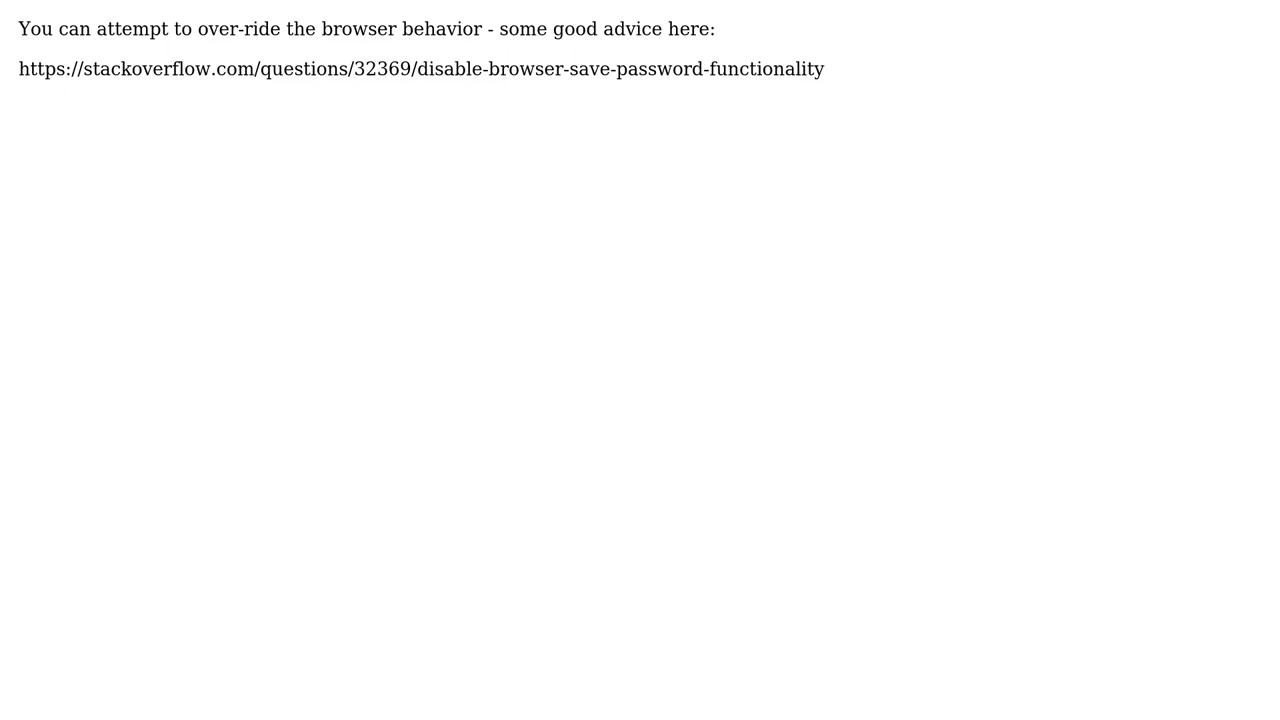 You can attempt to over-ride the browser behavior - some good advice here:
https://stackoverflow.com/questions/32369/disable-browser-save-password-functionality